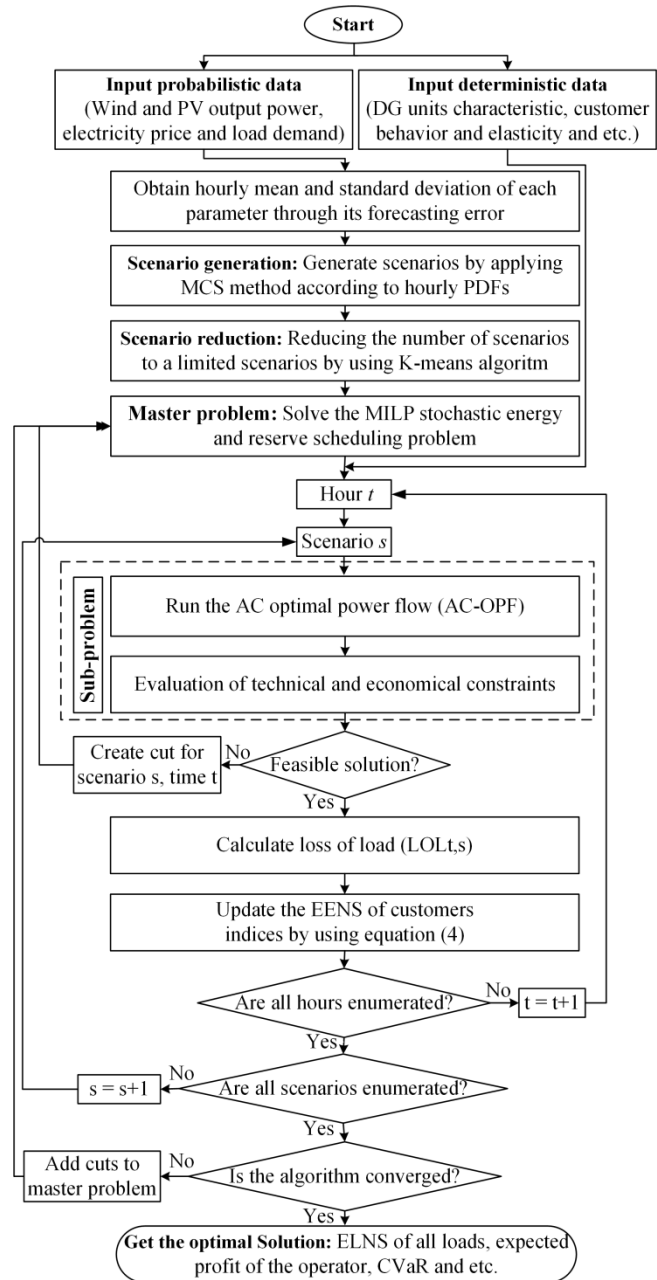 Start
Input probabilistic data
(Wind and PV output power,
electricity price and load demand)
Input deterministic data
(DG units characteristic, customer
behavior and elasticity and etc.)
Obtain hourly mean and standard deviation of each
parameter through its forecasting error
Scenario generation: Generate scenarios by applying
MCS method according to hourly PDFs
Scenario reduction: Reducing the number of scenarios
to a limited scenarios by using K-means algoritm
Master problem: Solve the MILP stochastic energy
and reserve scheduling problem
Hour t
Scenario s
Sub-problem
Run the AC optimal power flow (AC-OPF)
Evaluation of technical and economical constraints
Create cut for
scenario s, time t
No
Feasible solution?
Yes
Calculate loss of load (LOLt,s)
Update the EENS of customers
indices by using equation (4)
Are all hours enumerated?
No
t = t+1
Yes
s = s+1
No
Are all scenarios enumerated?
Yes
Add cuts to
master problem
No
Is the algorithm converged?
Yes
Get the optimal Solution: ELNS of all loads, expected
profit of the operator, CVaR and etc.